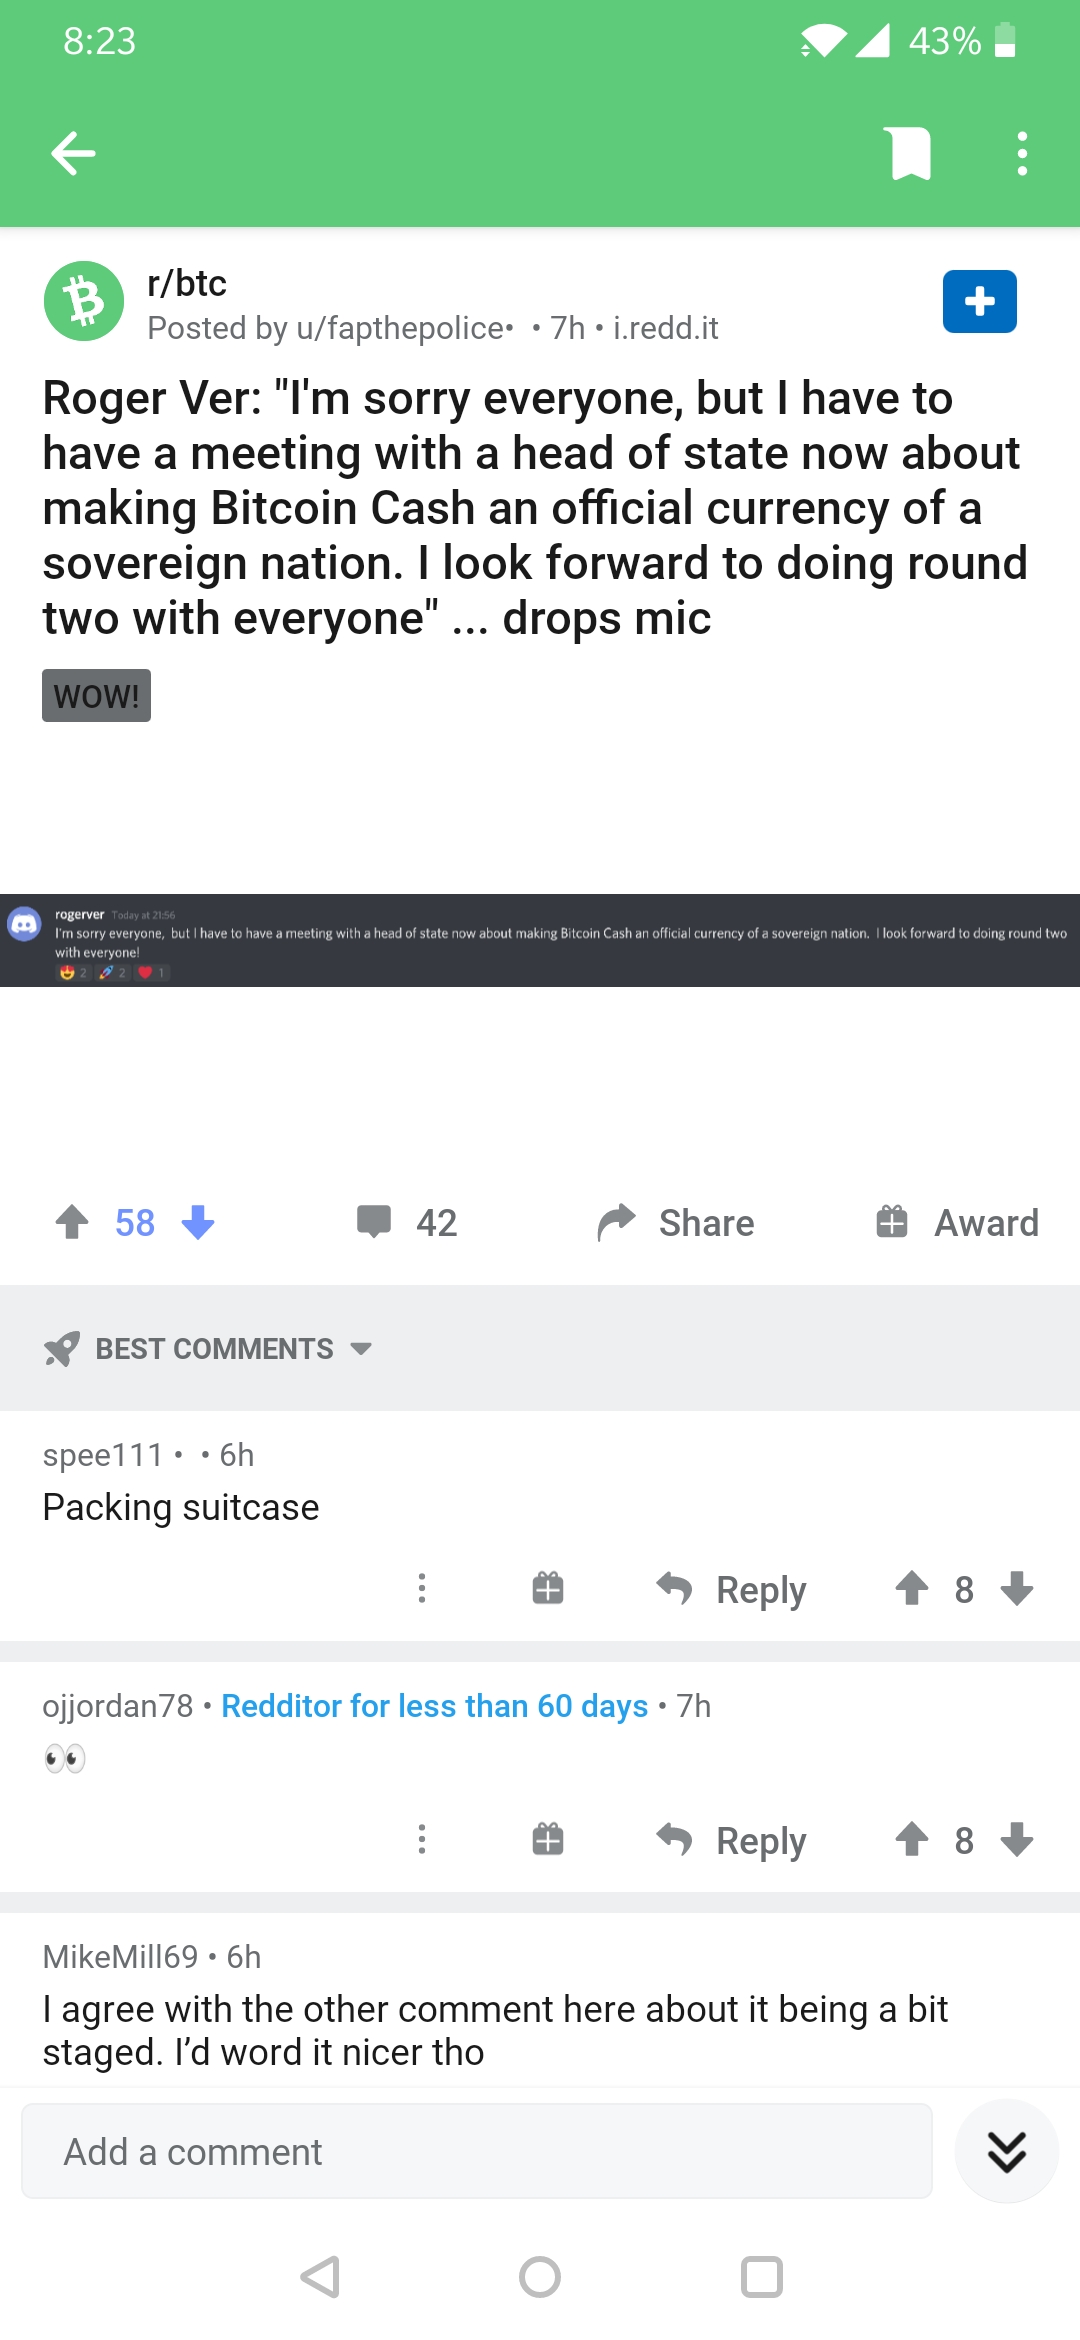 8:23
43%
r/btc
Posted by u/fapthepolice• • 7h • i.redd.it
Roger Ver: "I'm sorry everyone, but I have to
have a meeting with a head of state now about
making Bitcoin Cash an official currency of a
sovereign nation. I look forward to doing round
two with everyone" ... drops mic
WOW!
rogerver Today at 21:56
I'm sorry everyone, but I have to have a meeting with a head of state now about making Bitcoin Cash an official currency of a sovereign nation. I look forward to doing round two
with everyone!
2 2 1
58 42 Share Award
BEST COMMENTS
spee111 • • 6h
Packing suitcase
Reply 8
ojjordan78 • Redditor for less than 60 days • 7h
👀
Reply 8
MikeMill69 • 6h
I agree with the other comment here about it being a bit
staged. I’d word it nicer tho
Add a comment